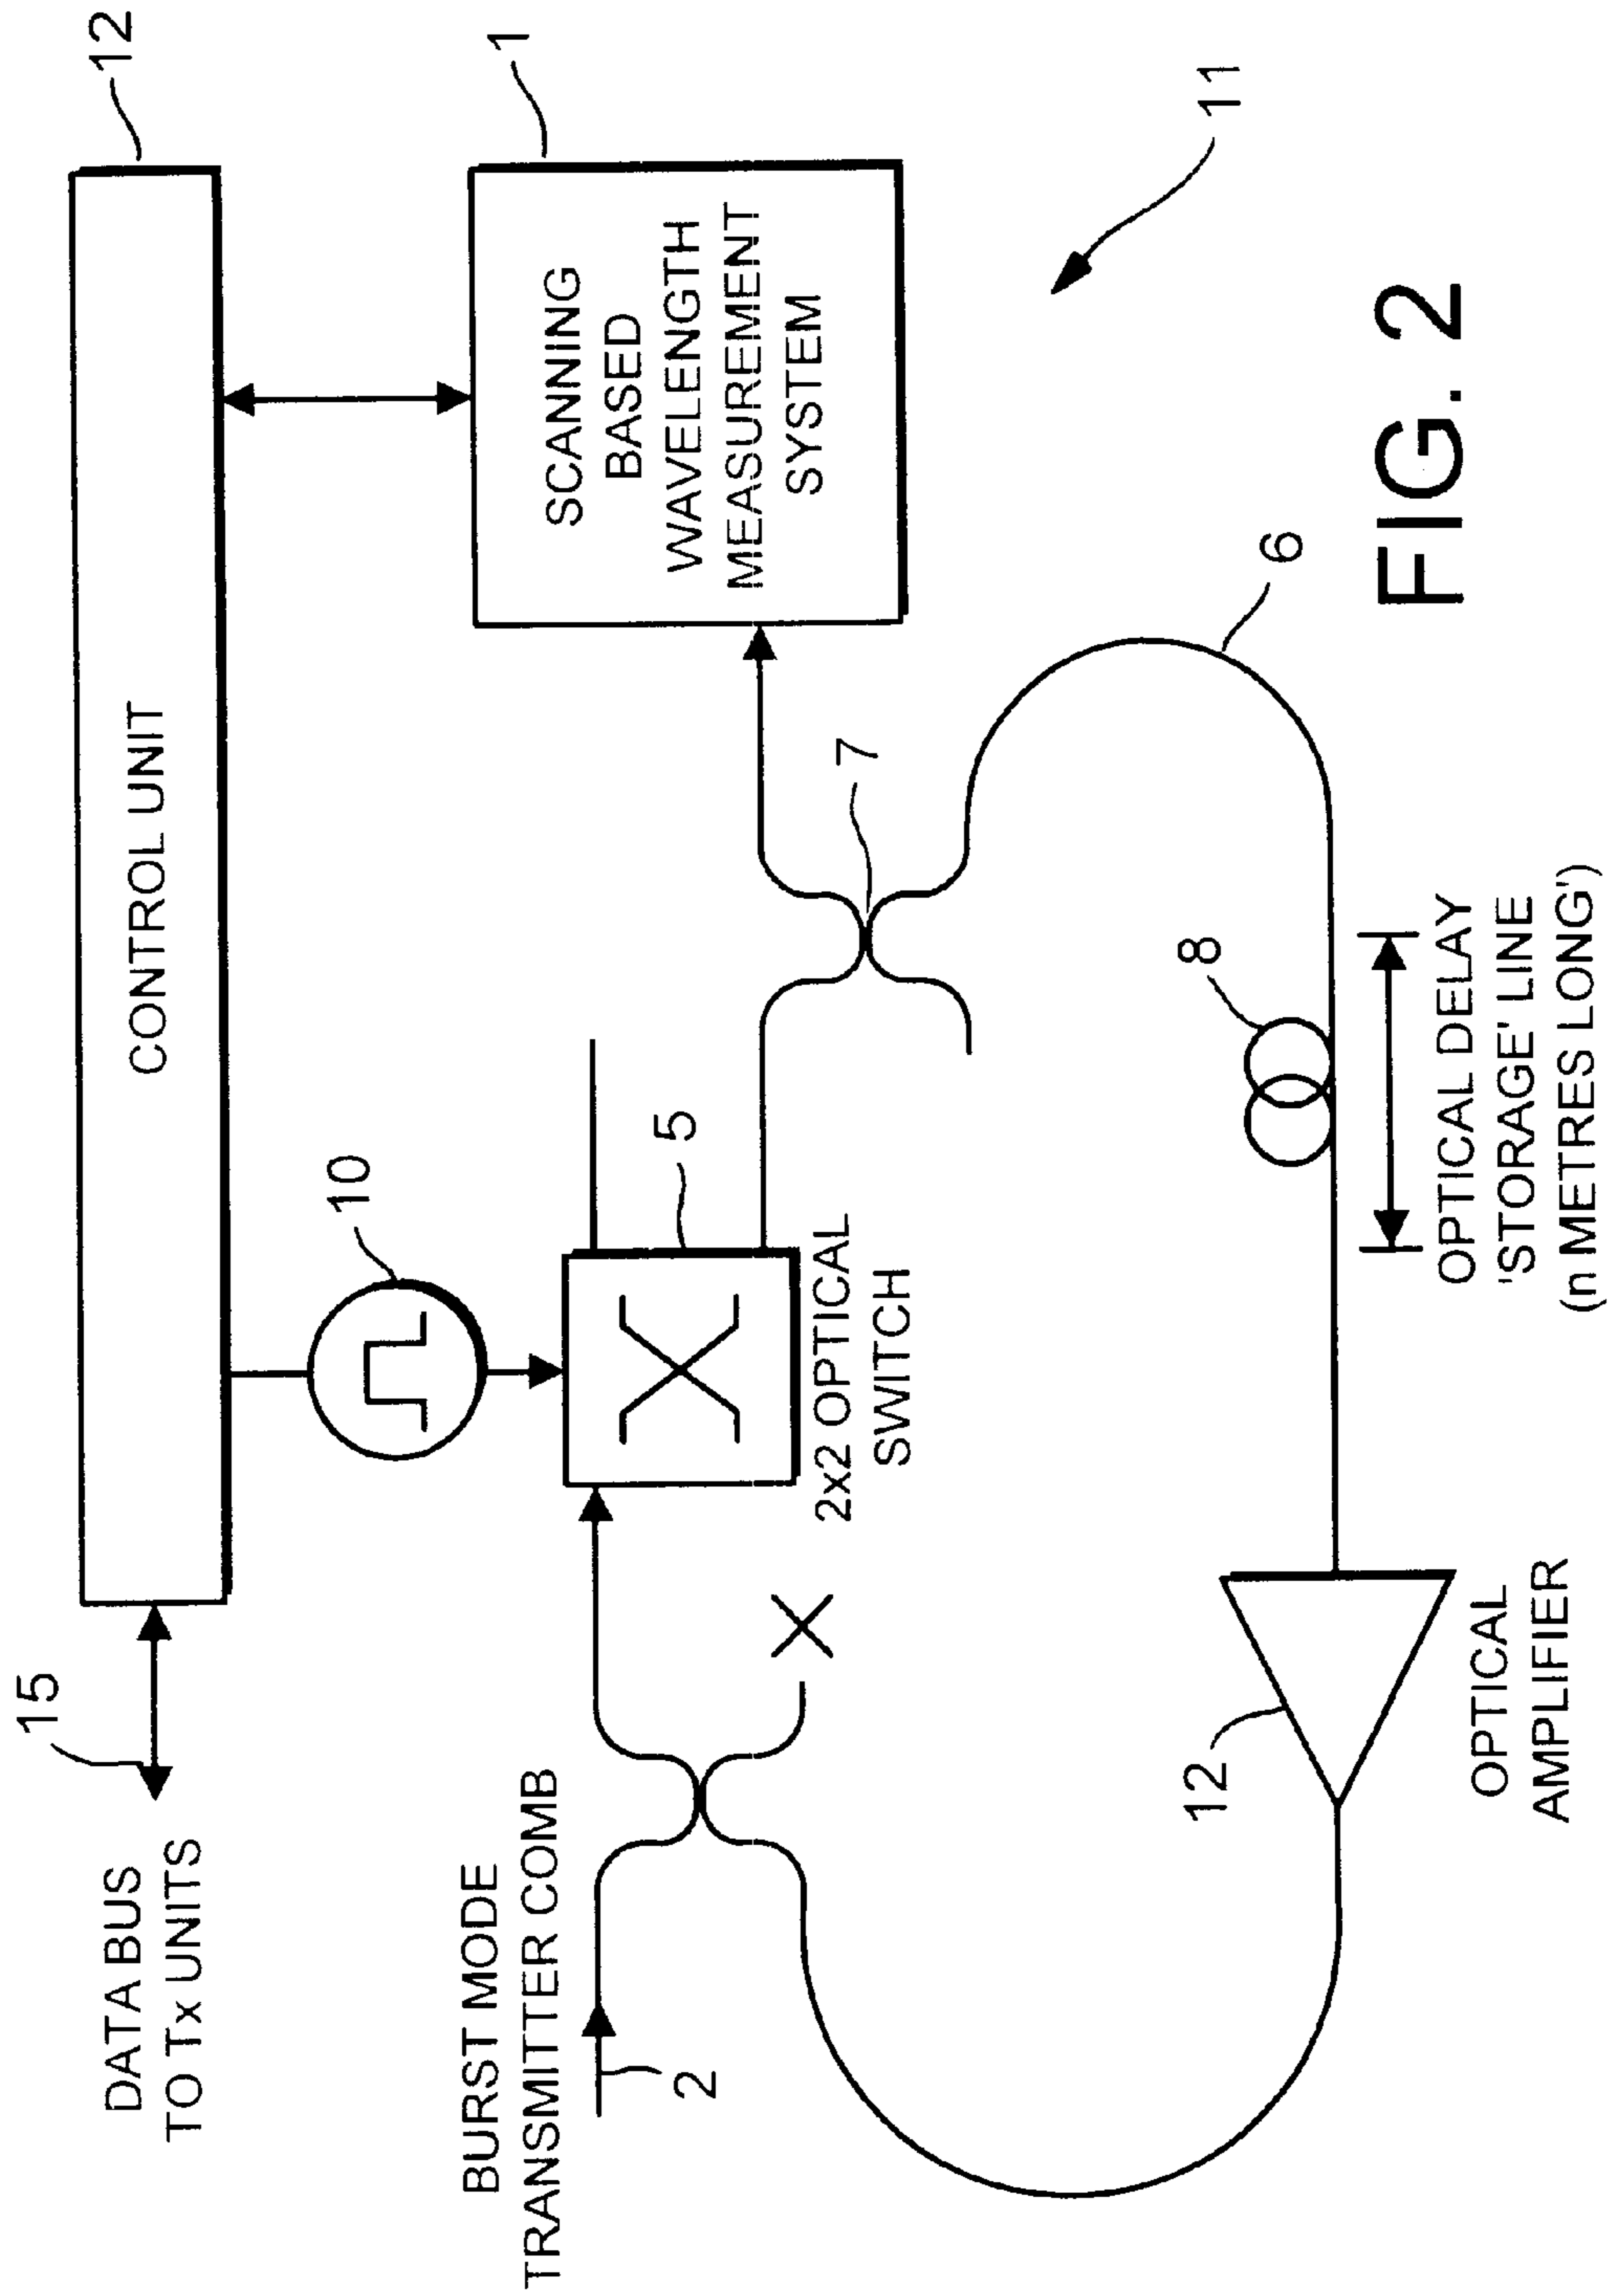 12
CONTROL UNIT
15
DATA BUS
TO Tx UNITS
10
1
SCANNING
BASED
WAVELENGTH
MEASUREMENT
SYSTEM
5
2x2 OPTICAL
SWITCH
BURST MODE
TRANSMITTER COMB
2
7
11
6
8
OPTICAL DELAY
'STORAGE' LINE
(n METRES LONG')
12
OPTICAL
AMPLIFIER
FIG. 2